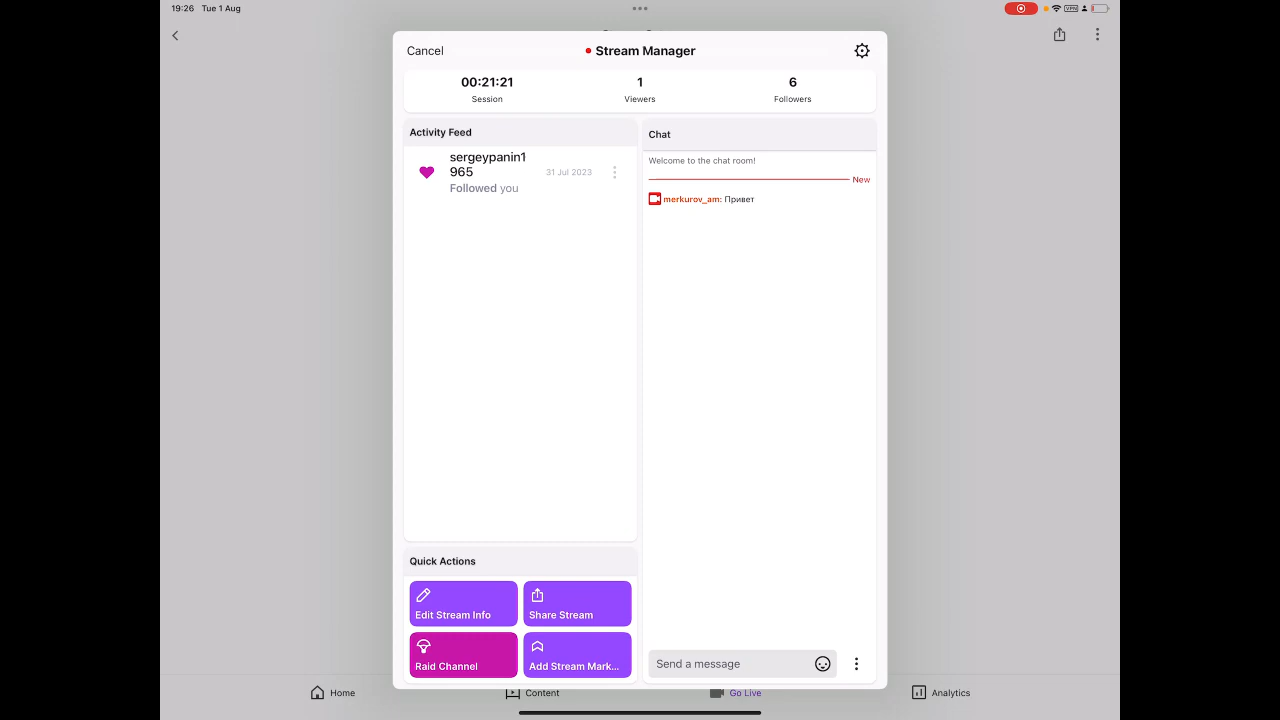 19:26 Tue 1 Aug
VPN
Cancel
Stream Manager
00:21:21
Session
1
Viewers
6
Followers
Activity Feed
sergeypanin1
965
Followed you
31 Jul 2023
Chat
Welcome to the chat room!
New
merkurov_am: Привет
Quick Actions
Edit Stream Info
Share Stream
Raid Channel
Add Stream Mark...
Send a message
Home
Content
Go Live
Analytics